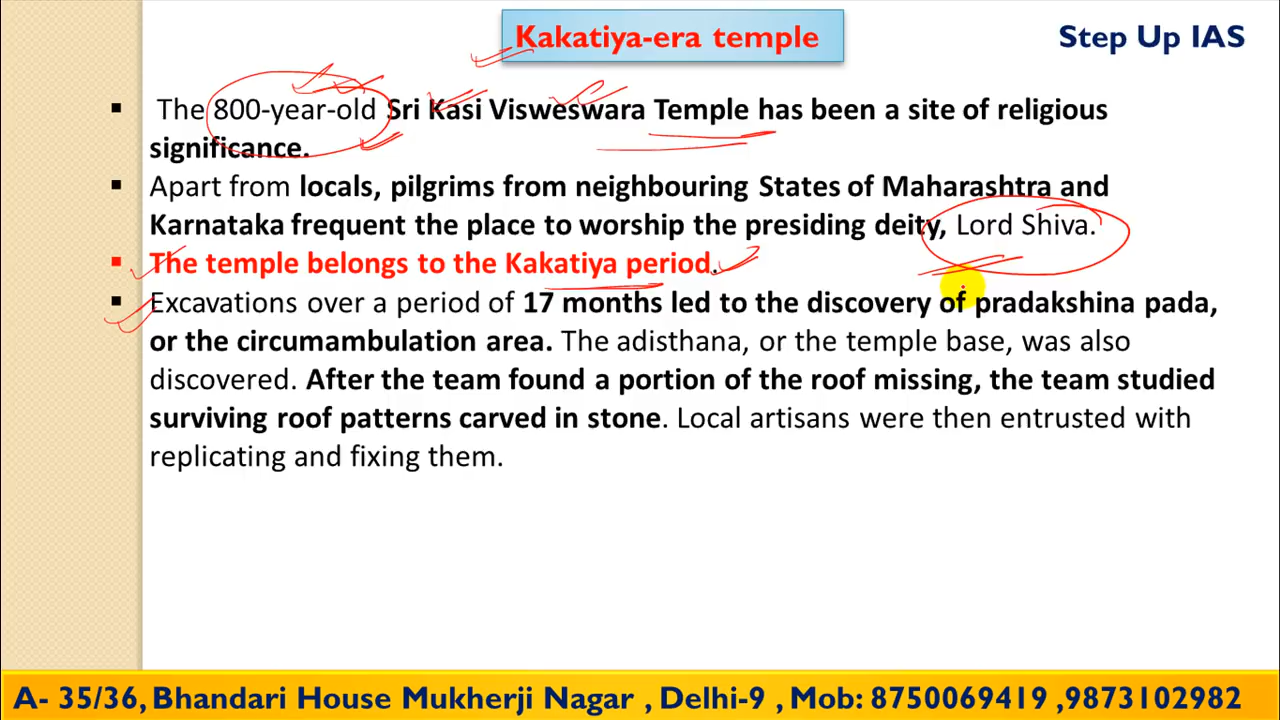 Kakatiya-era temple
Step Up IAS
▪ The 800-year-old Sri Kasi Visweswara Temple has been a site of religious
significance.
▪ Apart from locals, pilgrims from neighbouring States of Maharashtra and
Karnataka frequent the place to worship the presiding deity, Lord Shiva.
▪ The temple belongs to the Kakatiya period.
▪ Excavations over a period of 17 months led to the discovery of pradakshina pada,
or the circumambulation area. The adisthana, or the temple base, was also
discovered. After the team found a portion of the roof missing, the team studied
surviving roof patterns carved in stone. Local artisans were then entrusted with
replicating and fixing them.
A- 35/36, Bhandari House Mukherji Nagar , Delhi-9 , Mob: 8750069419 ,9873102982